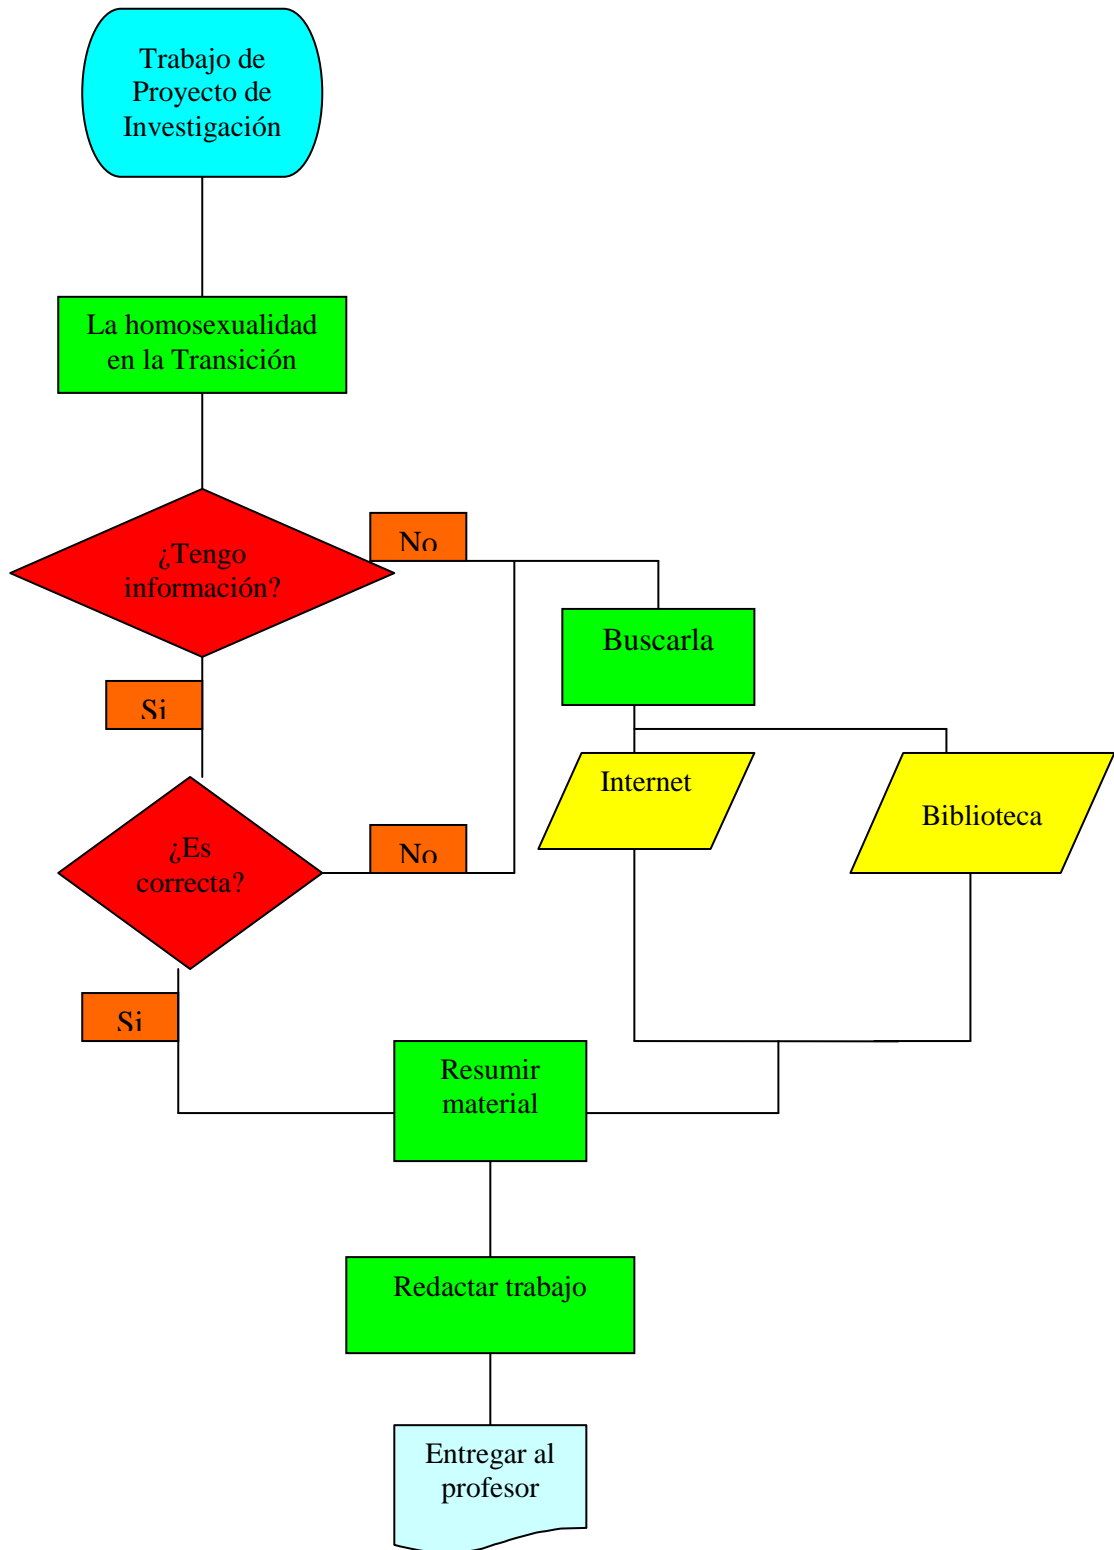 Trabajo de
Proyecto de
Investigación
La homosexualidad
en la Transición
¿Tengo
información?
No
Buscarla
Si
Internet
Biblioteca
¿Es
correcta?
No
Si
Resumir
material
Redactar trabajo
Entregar al
profesor